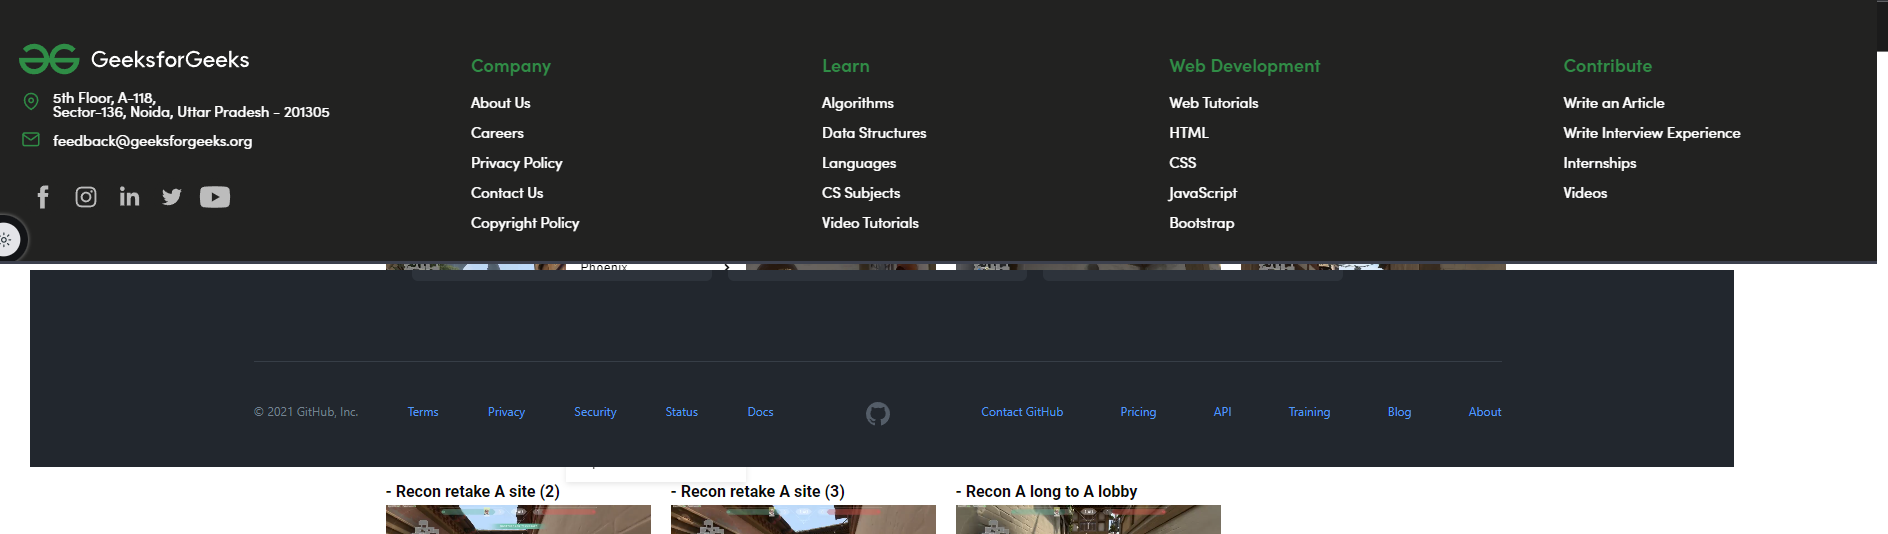 GeeksforGeeks
5th Floor, A-118,
Sector-136, Noida, Uttar Pradesh - 201305
feedback@geeksforgeeks.org
Company
About Us
Careers
Privacy Policy
Contact Us
Copyright Policy
Learn
Algorithms
Data Structures
Languages
CS Subjects
Video Tutorials
Web Development
Web Tutorials
HTML
CSS
JavaScript
Bootstrap
Contribute
Write an Article
Write Interview Experience
Internships
Videos
Phoenix
© 2021 GitHub, Inc. Terms Privacy Security Status Docs Contact GitHub Pricing API Training Blog About
- Recon retake A site (2)
- Recon retake A site (3)
- Recon A long to A lobby